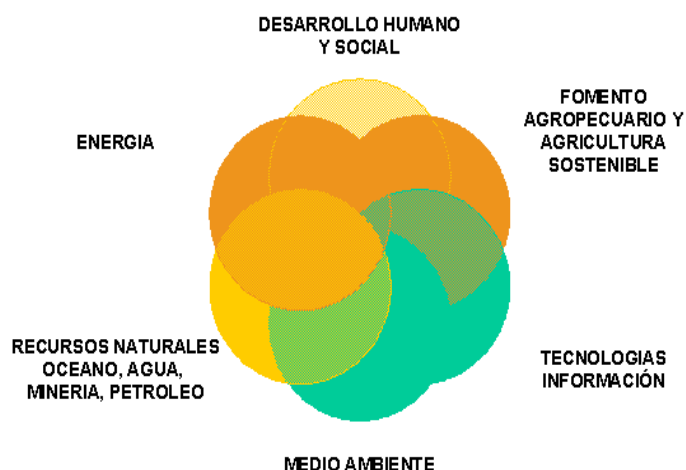 DESARROLLO HUMANO
Y SOCIAL
FOMENTO
AGROPECUARIO Y
AGRICULTURA
SOSTENIBLE
ENERGIA
RECURSOS NATURALES
OCEANO, AGUA,
MINERIA, PETROLEO
TECNOLOGIAS
INFORMACIÓN
MEDIO AMBIENTE